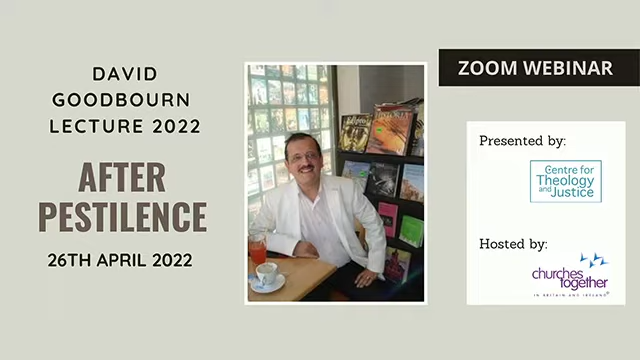 DAVID
GOODBOURN
LECTURE 2022
AFTER
PESTILENCE
26TH APRIL 2022
ZOOM WEBINAR
Presented by:
Centre for
Theology
and Justice
Hosted by:
churches
together
IN BRITAIN AND IRELAND